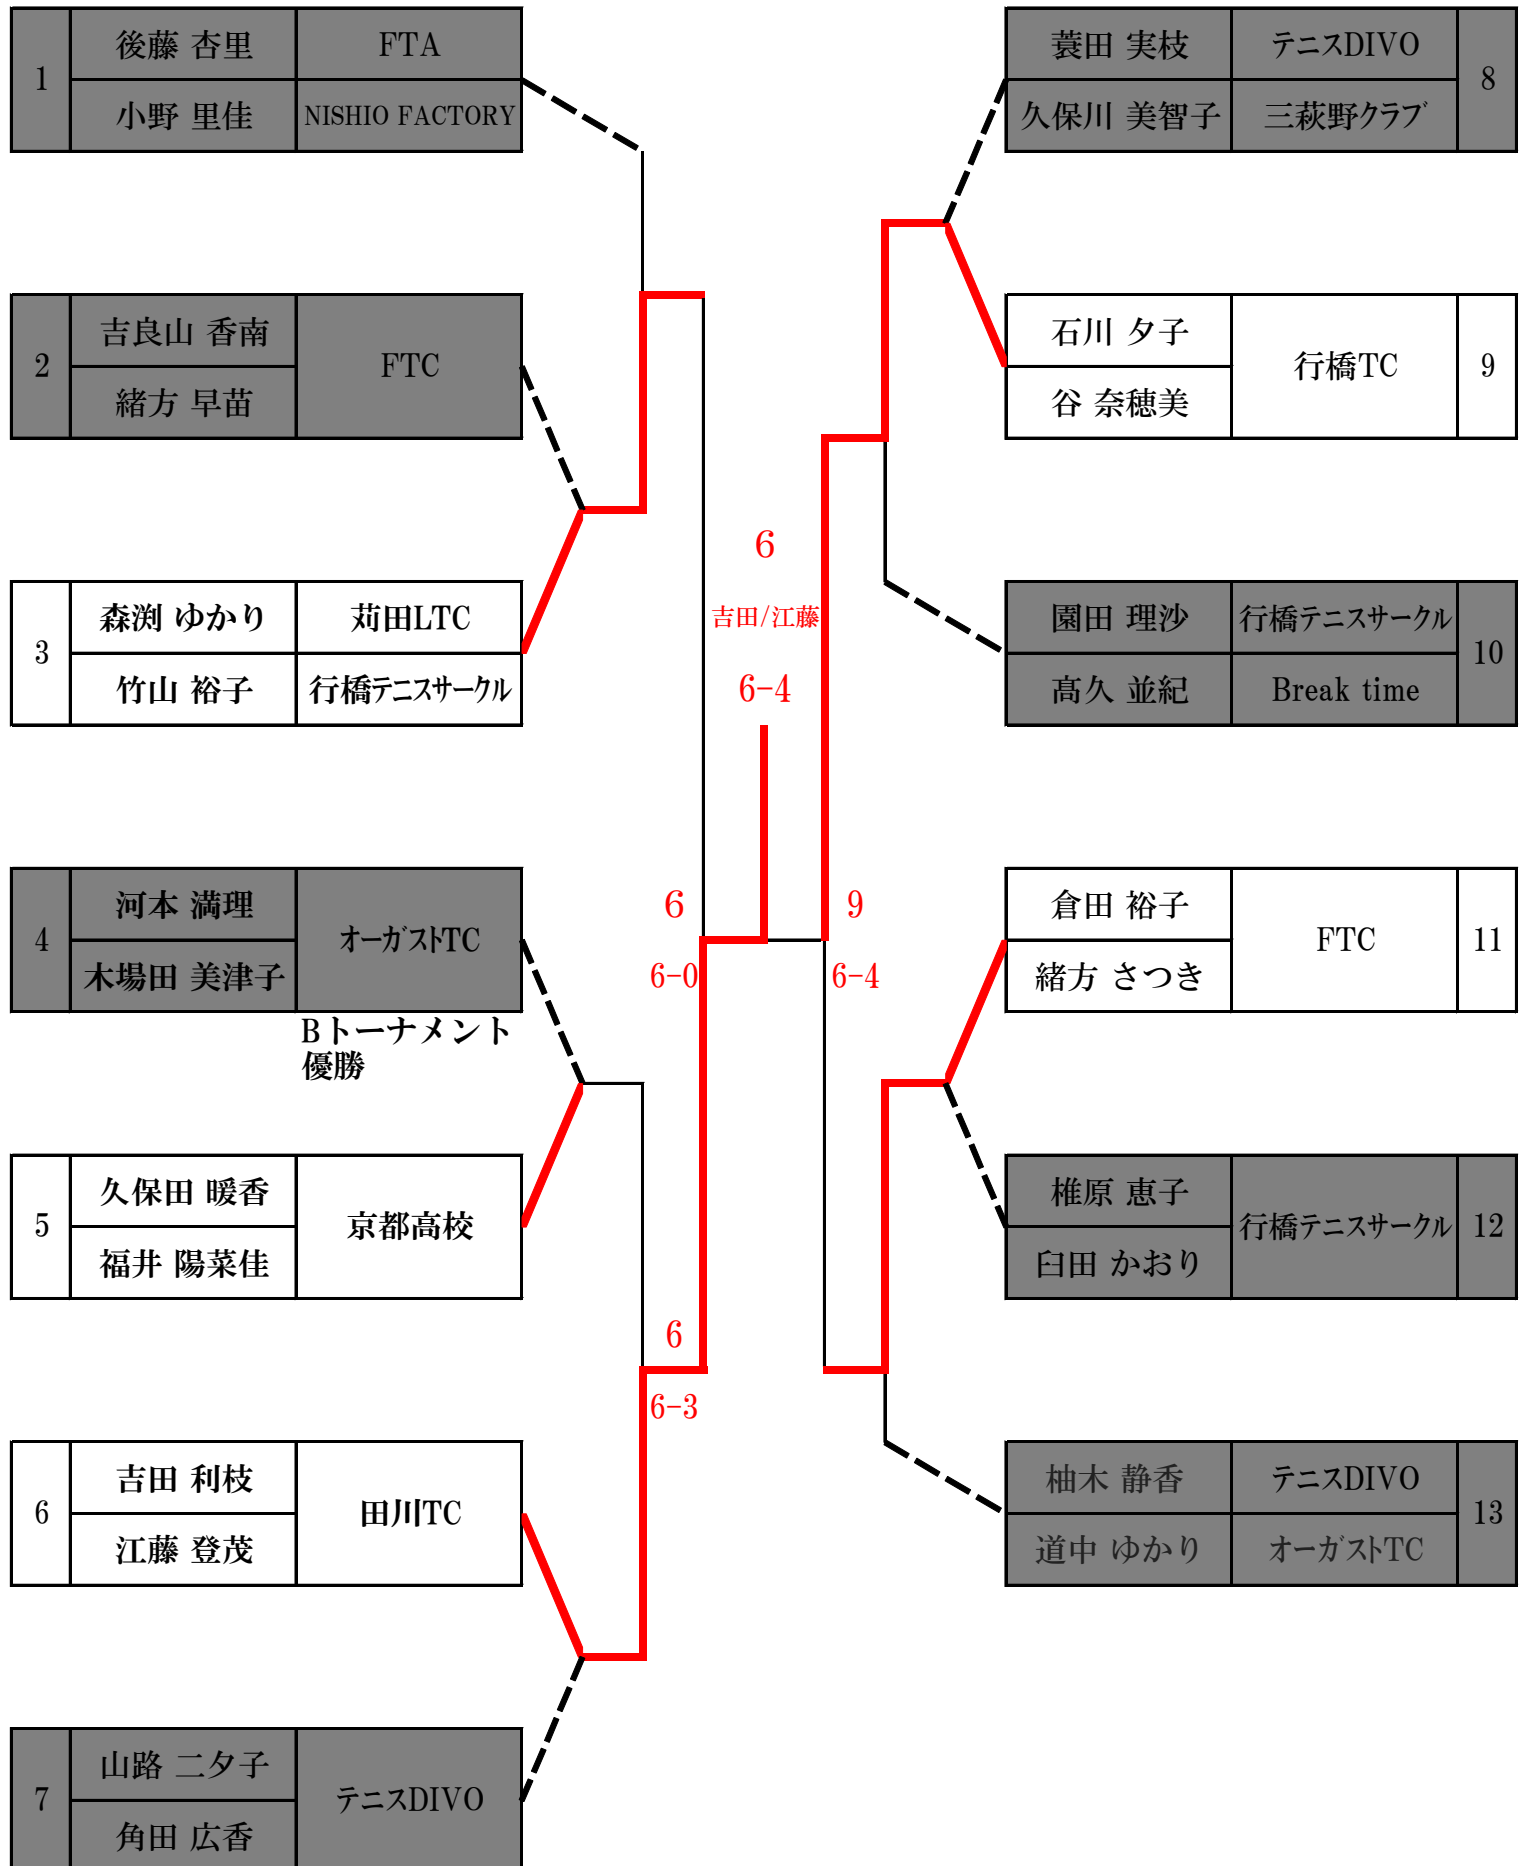 1
後藤 杏里
FTA
小野 里佳
NISHIO FACTORY
2
吉良山 香南
緒方 早苗
FTC
3
森渕 ゆかり
苅田LTC
竹山 裕子
行橋テニスサークル
4
河本 満理
木場田 美津子
オーガストTC
Bトーナメント
優勝
5
久保田 暖香
福井 陽菜佳
京都高校
6
吉田 利枝
江藤 登茂
田川TC
7
山路 二夕子
角田 広香
テニスDIVO
6
吉田/江藤
6-4
6
6-0
9
6-4
6
6-3
蓑田 実枝
テニスDIVO
8
久保川 美智子
三萩野クラブ
石川 夕子
谷 奈穂美
行橋TC
9
園田 理沙
行橋テニスサークル
10
髙久 並紀
Break time
倉田 裕子
緒方 さつき
FTC
11
椎原 恵子
臼田 かおり
行橋テニスサークル
12
柚木 静香
テニスDIVO
13
道中 ゆかり
オーガストTC